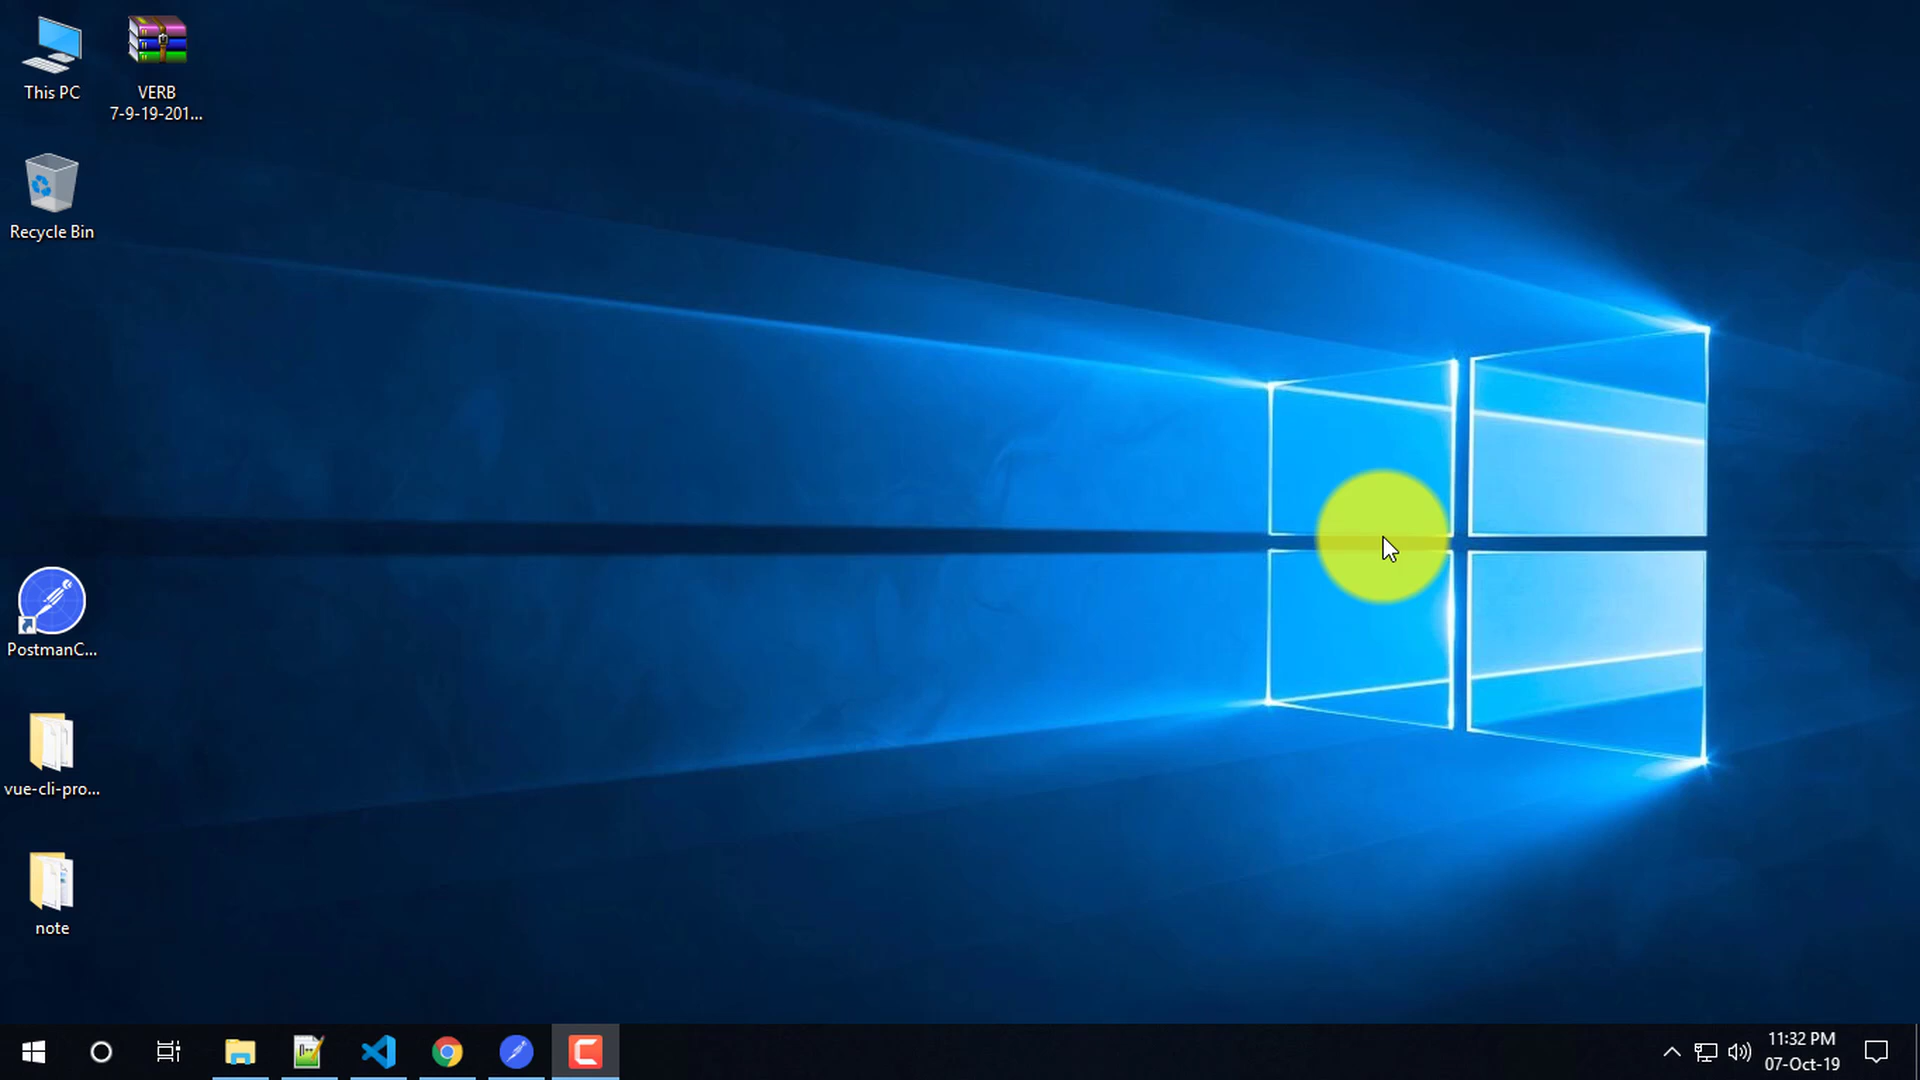 This PC
VERB
7-9-19-201...
Recycle Bin
PostmanC...
vue-cli-pro...
note
11:32 PM
07-Oct-19